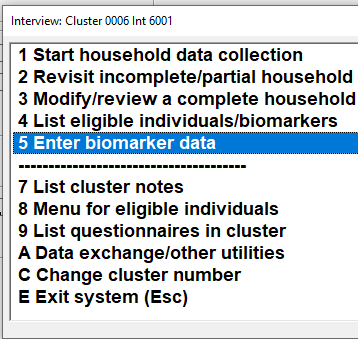 Interview: Cluster 0006 Int 6001
1 Start household data collection
2 Revisit incomplete/partial household
3 Modify/review a complete household
4 List eligible individuals/biomarkers
5 Enter biomarker data
-----------------------------------
7 List cluster notes
8 Menu for eligible individuals
9 List questionnaires in cluster
A Data exchange/other utilities
C Change cluster number
E Exit system (Esc)